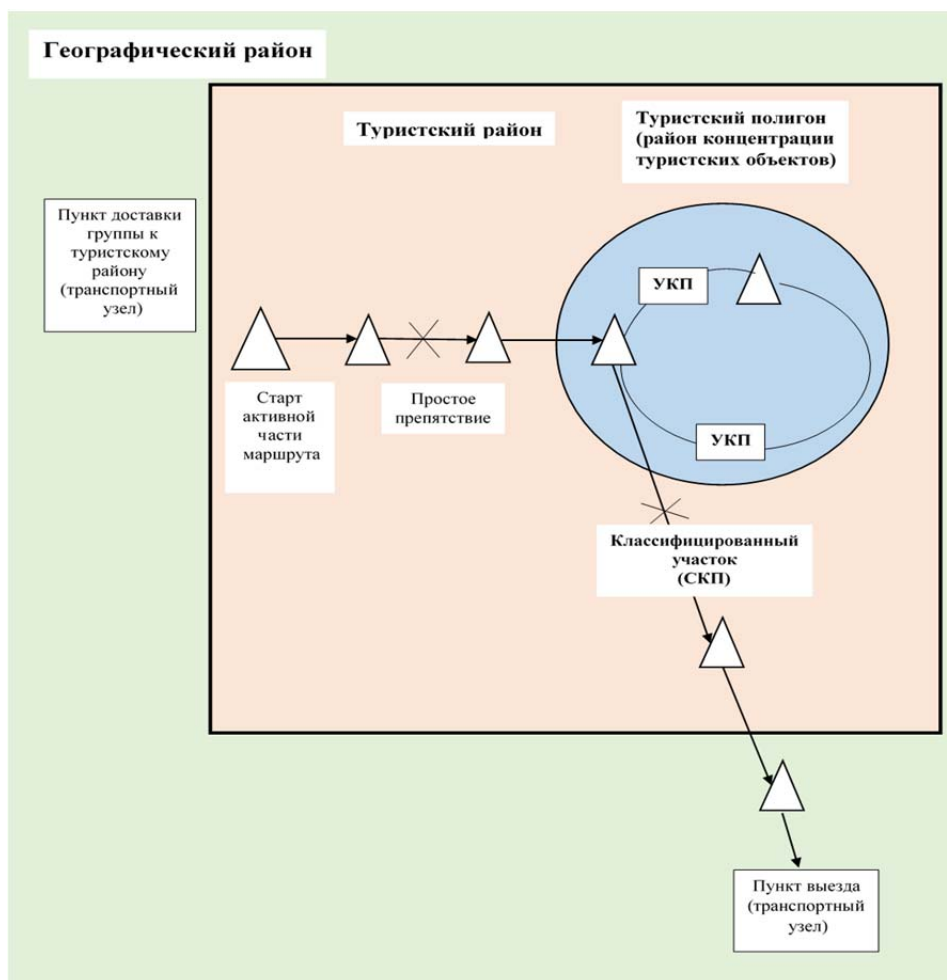 Географический район
Туристский район
Туристский полигон
(район концентрации
туристских объектов)
Пункт доставки
группы к
туристскому
району
(транспортный
узел)
УКП
Старт
активной
части
маршрута
Простое
препятствие
УКП
Классифицированный
участок
(СКП)
Пункт выезда
(транспортный
узел)